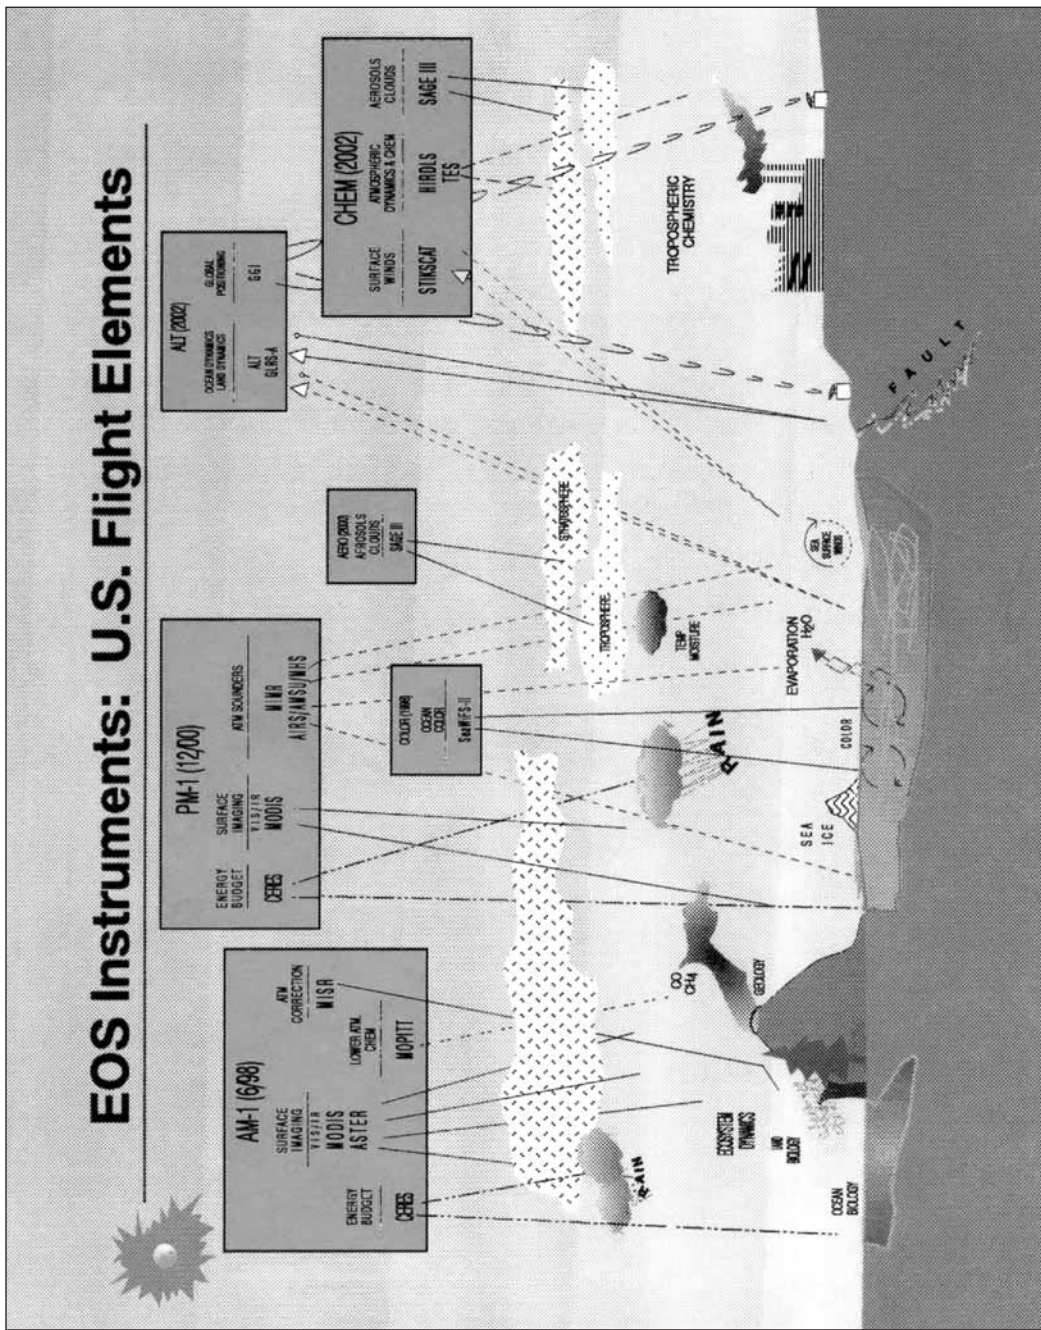 EOS Instruments: U.S. Flight Elements
AM-1 (6/98)
ENERGY
BUDGET
CERES
SURFACE
IMAGING
VIS/IR
MODIS
ASTER
LOWER ATM.
CHEM
MOPITT
ATM
CORRECTION
MISR
PM-1 (12/00)
ENERGY
BUDGET
CERES
SURFACE
IMAGING
VIS/IR
MODIS
ATM SOUNDERS
MIMR
AIRS/AMSU/MHS
COLOR (1998)
OCEAN
COLOR
SeaWIFS-II
AERO (2000)
AEROSOLS
CLOUDS
SAGE III
ALT (2002)
OCEAN DYNAMICS
LAND DYNAMICS
ALT
GLRS-A
GLOBAL
POSITIONING
GGI
CHEM (2002)
SURFACE
WINDS
STIKSCAT
ATMOSPHERIC
DYNAMICS & CHEM
HIRDLS
TES
AEROSOLS
CLOUDS
SAGE III
STRATOSPHERE
TROPOSPHERE
RAIN
RAIN
TEMP
MOISTURE
CO
CH4
GEOLOGY
ECOSYSTEM
DYNAMICS
LAND
BIOLOGY
OCEAN
BIOLOGY
SEA
ICE
COLOR
EVAPORATION
H2O
SEA
SURFACE
WINDS
TROPOSPHERIC
CHEMISTRY
FAULT